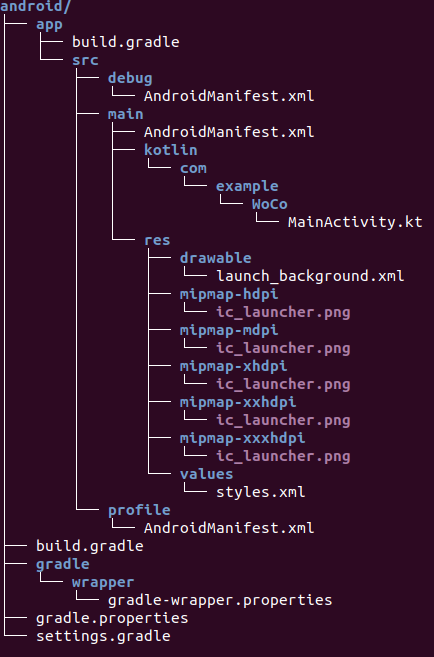 android/
├── app
│   ├── build.gradle
│   └── src
│       ├── debug
│       │   └── AndroidManifest.xml
│       ├── main
│       │   ├── AndroidManifest.xml
│       │   ├── kotlin
│       │   │   └── com
│       │   │       └── example
│       │   │           └── WoCo
│       │   │               └── MainActivity.kt
│       │   └── res
│       │       ├── drawable
│       │       │   └── launch_background.xml
│       │       ├── mipmap-hdpi
│       │       │   └── ic_launcher.png
│       │       ├── mipmap-mdpi
│       │       │   └── ic_launcher.png
│       │       ├── mipmap-xhdpi
│       │       │   └── ic_launcher.png
│       │       ├── mipmap-xxhdpi
│       │       │   └── ic_launcher.png
│       │       ├── mipmap-xxxhdpi
│       │       │   └── ic_launcher.png
│       │       └── values
│       │           └── styles.xml
│       └── profile
│           └── AndroidManifest.xml
├── build.gradle
├── gradle
│   └── wrapper
│       └── gradle-wrapper.properties
├── gradle.properties
└── settings.gradle